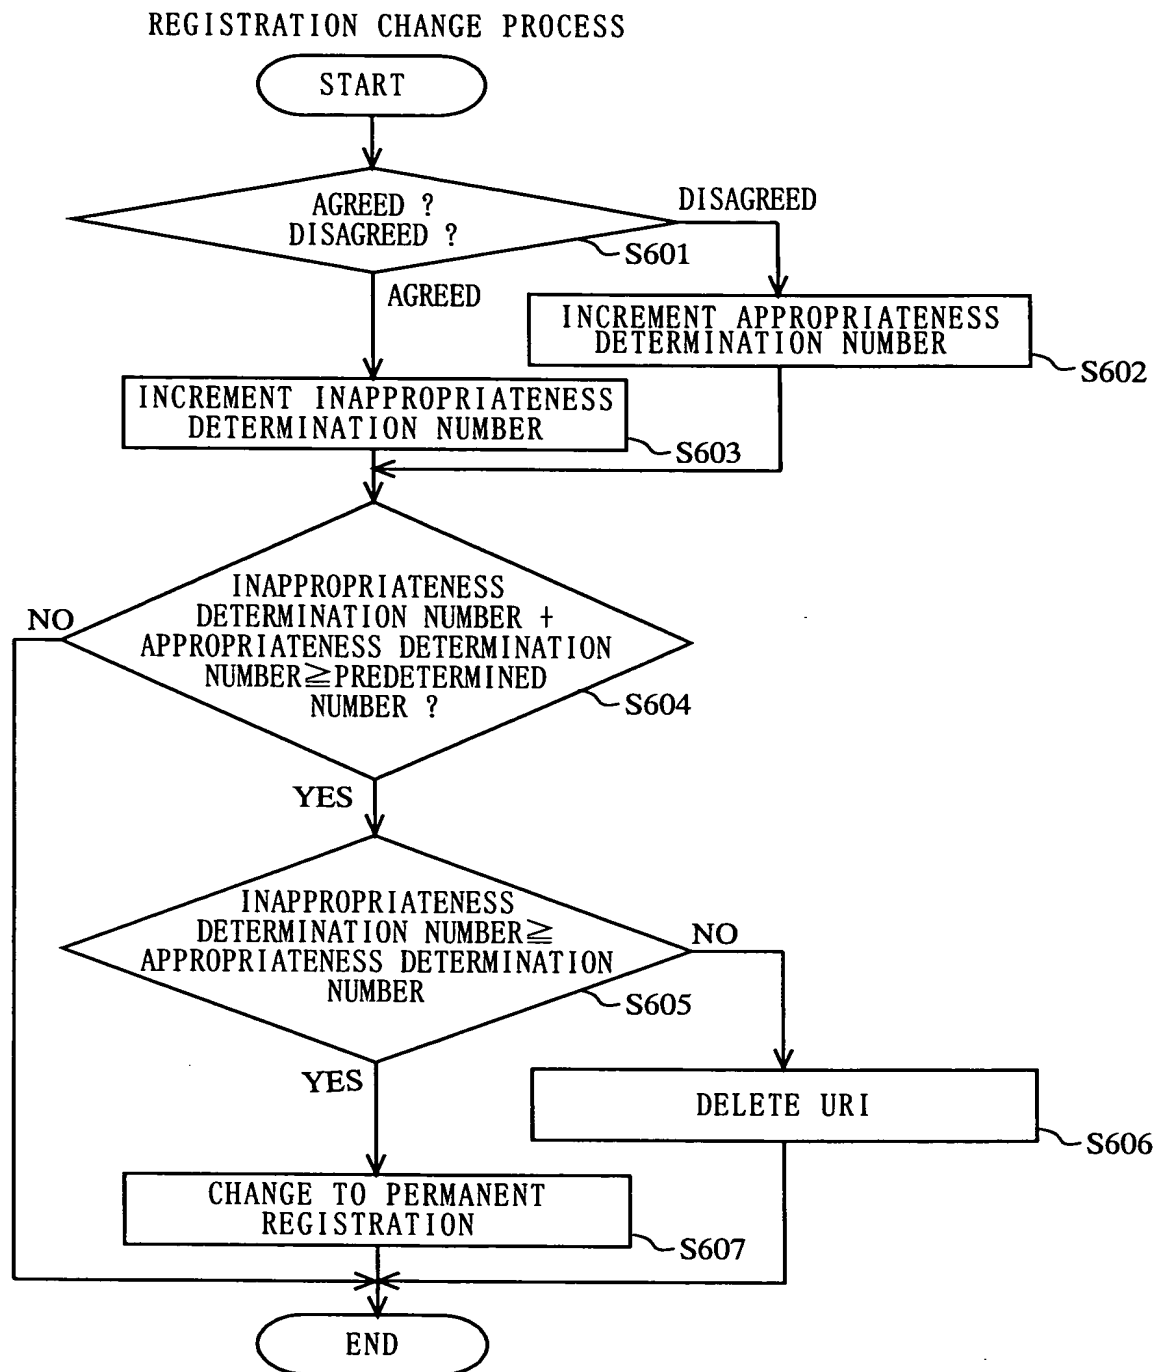 REGISTRATION CHANGE PROCESS
START
AGREED ?
DISAGREED ?
S601
DISAGREED
AGREED
INCREMENT APPROPRIATENESS
DETERMINATION NUMBER
S602
INCREMENT INAPPROPRIATENESS
DETERMINATION NUMBER
S603
INAPPROPRIATENESS
DETERMINATION NUMBER +
APPROPRIATENESS DETERMINATION
NUMBER≧PREDETERMINED
NUMBER ?
S604
NO
YES
INAPPROPRIATENESS
DETERMINATION NUMBER≧
APPROPRIATENESS DETERMINATION
NUMBER
S605
NO
YES
DELETE URI
S606
CHANGE TO PERMANENT
REGISTRATION
S607
END